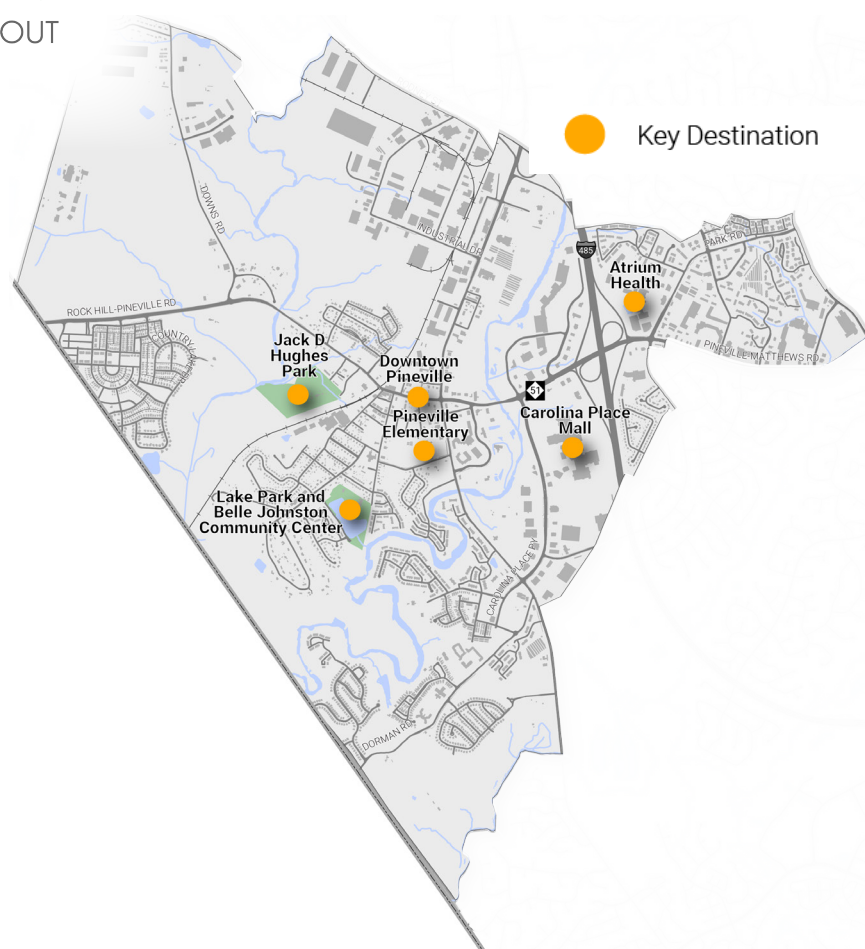 OUT
Key Destination
DOWNS RD
INDUSTRIAL DR
485
PARK RD
Atrium
Health
ROCK HILL-PINEVILLE RD
COUNTRY
PINEVILLE-MATTHEWS RD
Jack D
Hughes
Park
Downtown
Pineville
51
Pineville
Elementary
Carolina Place
Mall
Lake Park and
Belle Johnston
Community Center
CAROLINA PLACE PY
DORMAN RD